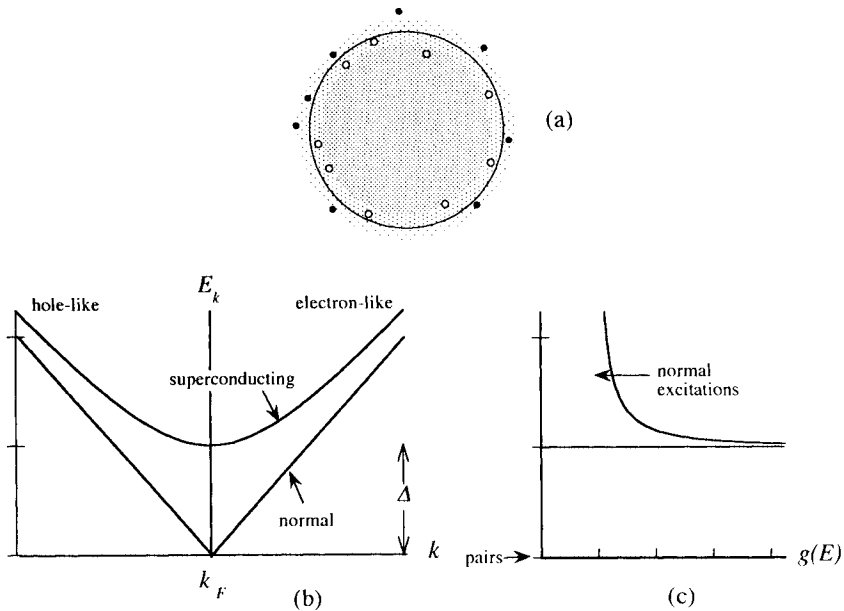 (a)
E_k
hole-like
electron-like
superconducting
normal
Δ
k
k_F
(b)
normal
excitations
pairs
g(E)
(c)